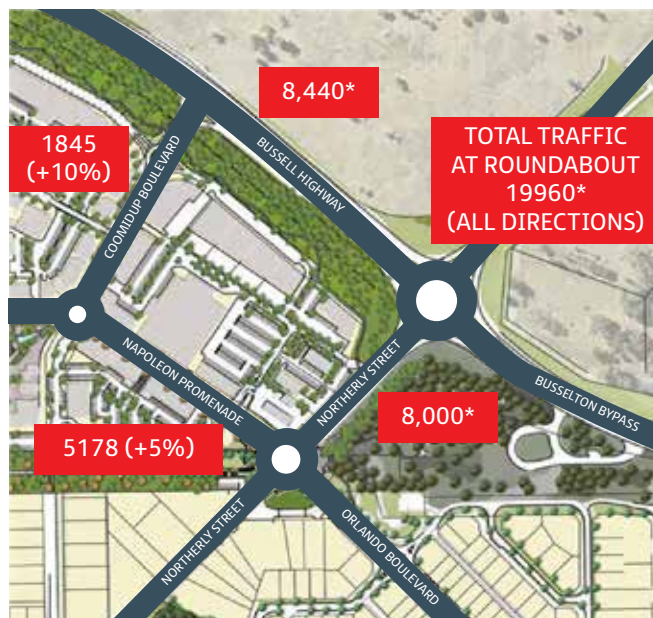 8,440*
1845
(+10%)
TOTAL TRAFFIC
AT ROUNDABOUT
19960*
(ALL DIRECTIONS)
COOMIDUP BOULEVARD
BUSSELL HIGHWAY
NAPOLEON PROMENADE
NORTHERLY STREET
BUSSELTON BYPASS
8,000*
5178 (+5%)
NORTHERLY STREET
ORLANDO BOULEVARD